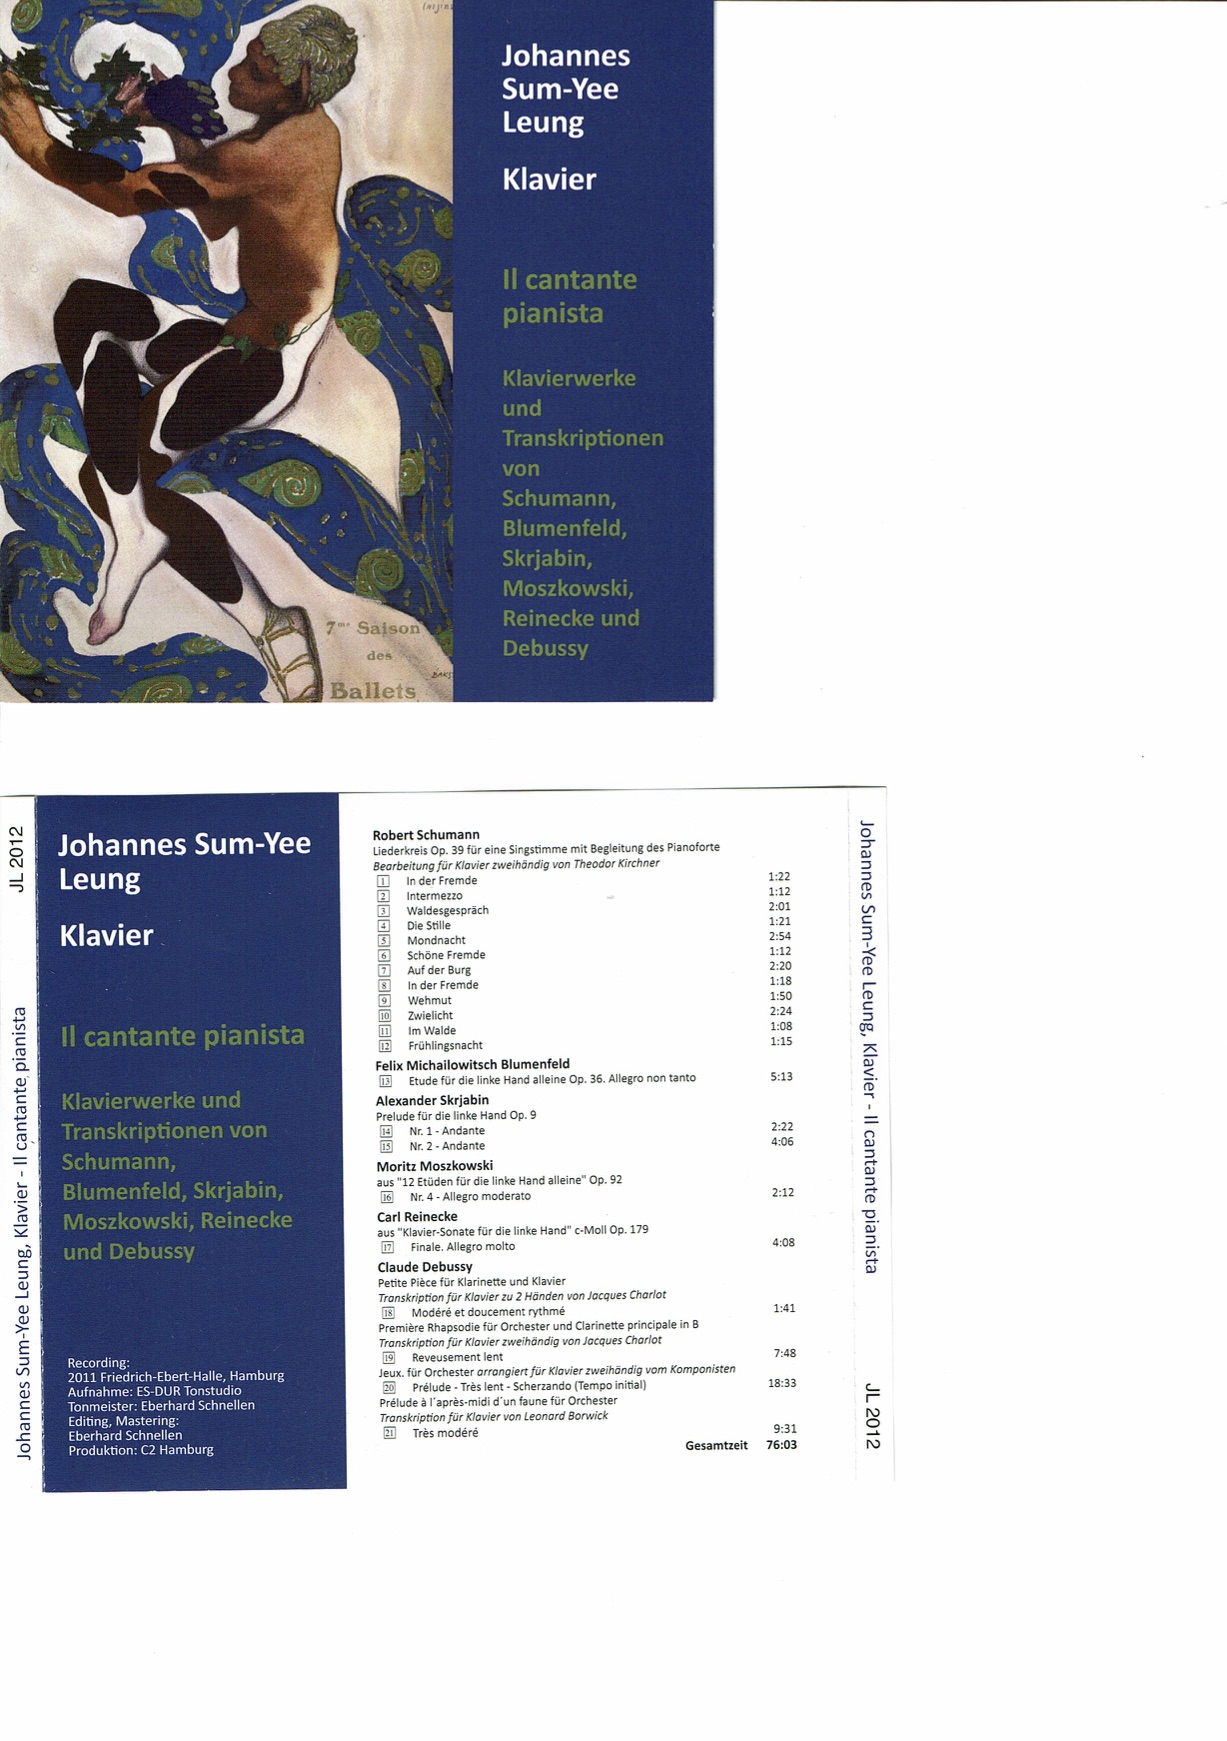 Johannes
Sum-Yee
Leung
Klavier
Il cantante
pianista
Klavierwerke
und
Transkriptionen
von
Schumann,
Blumenfeld,
Skrjabin,
Moszkowski,
Reinecke und
Debussy
7me Saison
des
Ballets
JL 2012
Johannes Sum-Yee Leung, Klavier - Il cantante pianista
Johannes Sum-Yee
Leung
Klavier
Il cantante pianista
Klavierwerke und
Transkriptionen von
Schumann,
Blumenfeld, Skrjabin,
Moszkowski, Reinecke
und Debussy
Recording:
2011 Friedrich-Ebert-Halle, Hamburg
Aufnahme: ES-DUR Tonstudio
Tonmeister: Eberhard Schnellen
Editing, Mastering:
Eberhard Schnellen
Produktion: C2 Hamburg
Robert Schumann
Liederkreis Op. 39 für eine Singstimme mit Begleitung des Pianoforte
Bearbeitung für Klavier zweihändig von Theodor Kirchner
1 In der Fremde 1:22
2 Intermezzo 1:12
3 Waldesgespräch 2:01
4 Die Stille 1:21
5 Mondnacht 2:54
6 Schöne Fremde 1:12
7 Auf der Burg 2:20
8 In der Fremde 1:18
9 Wehmut 1:50
10 Zwielicht 2:24
11 Im Walde 1:08
12 Frühlingsnacht 1:15
Felix Michailowitsch Blumenfeld
13 Etude für die linke Hand alleine Op. 36. Allegro non tanto 5:13
Alexander Skrjabin
Prelude für die linke Hand Op. 9
14 Nr. 1 - Andante 2:22
15 Nr. 2 - Andante 4:06
Moritz Moszkowski
aus "12 Etüden für die linke Hand alleine" Op. 92
16 Nr. 4 - Allegro moderato 2:12
Carl Reinecke
aus "Klavier-Sonate für die linke Hand" c-Moll Op. 179
17 Finale. Allegro molto 4:08
Claude Debussy
Petite Pièce für Klarinette und Klavier
Transkription für Klavier zu 2 Händen von Jacques Charlot
18 Modéré et doucement rythmé 1:41
Première Rhapsodie für Orchester und Clarinette principale in B
Transkription für Klavier zweihändig von Jacques Charlot
19 Reveusement lent 7:48
Jeux. für Orchester arrangiert für Klavier zweihändig vom Komponisten
20 Prélude - Très lent - Scherzando (Tempo initial) 18:33
Prélude à l´après-midi d´un faune für Orchester
Transkription für Klavier von Leonard Borwick
21 Très modéré 9:31
Gesamtzeit 76:03
Johannes Sum-Yee Leung, Klavier - Il cantante pianista
JL 2012